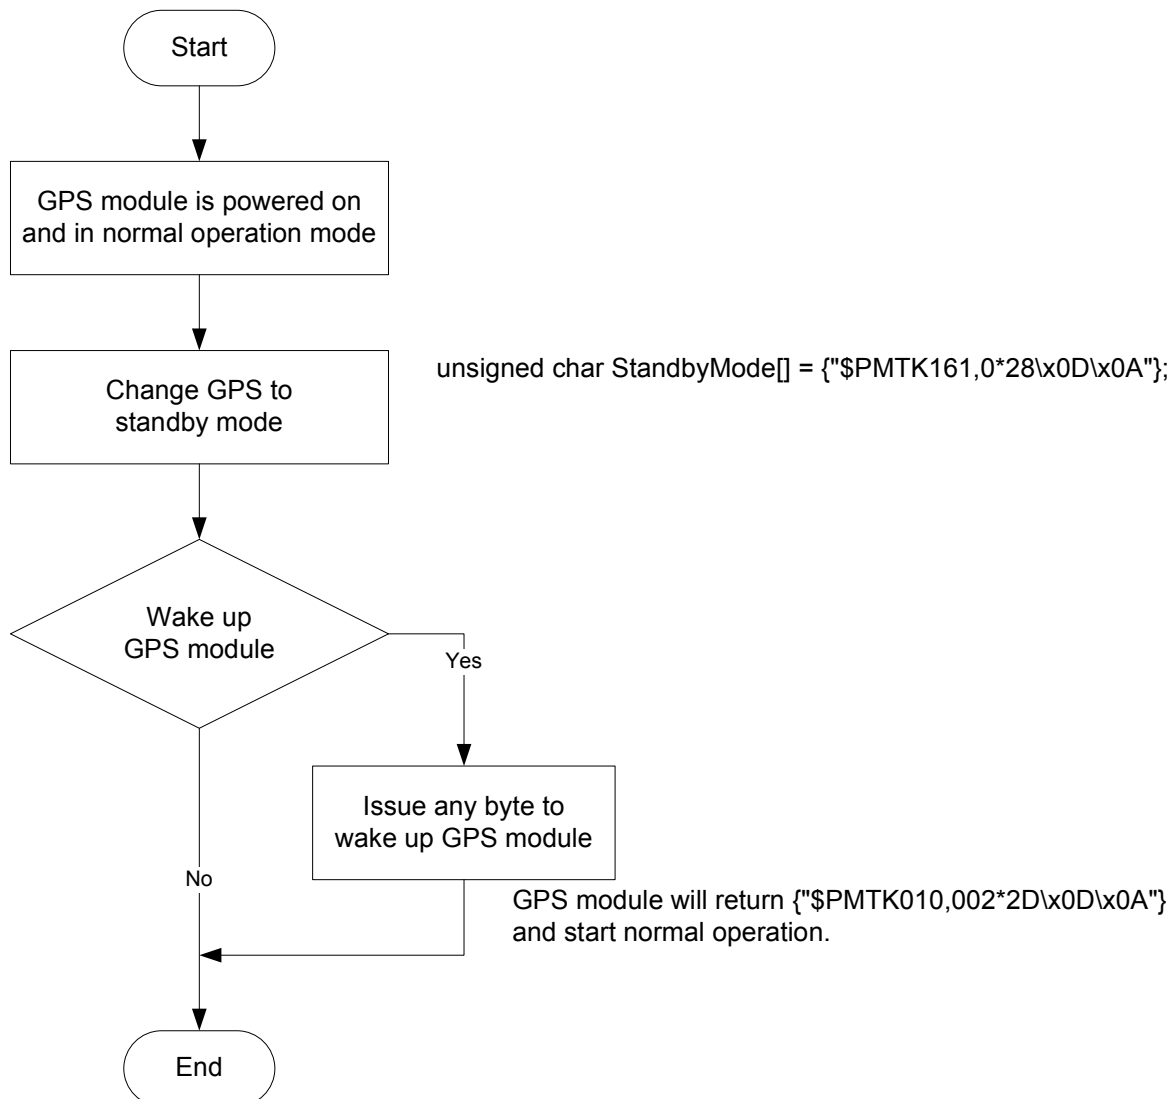 Start
GPS module is powered on
and in normal operation mode
Change GPS to
standby mode
unsigned char StandbyMode[] = {"$PMTK161,0*28\x0D\x0A"};
Wake up
GPS module
Yes
Issue any byte to
wake up GPS module
No
GPS module will return {"$PMTK010,002*2D\x0D\x0A"}
and start normal operation.
End